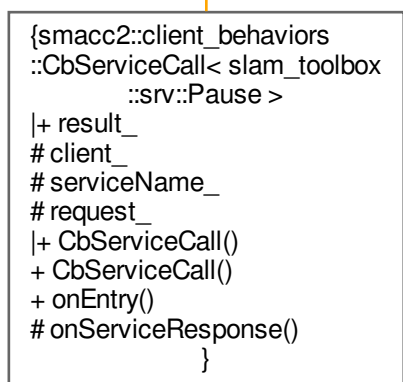 {smacc2::client_behaviors
::CbServiceCall< slam_toolbox
::srv::Pause >
|+ result_
# client_
# serviceName_
# request_
|+ CbServiceCall()
+ CbServiceCall()
+ onEntry()
# onServiceResponse()
}